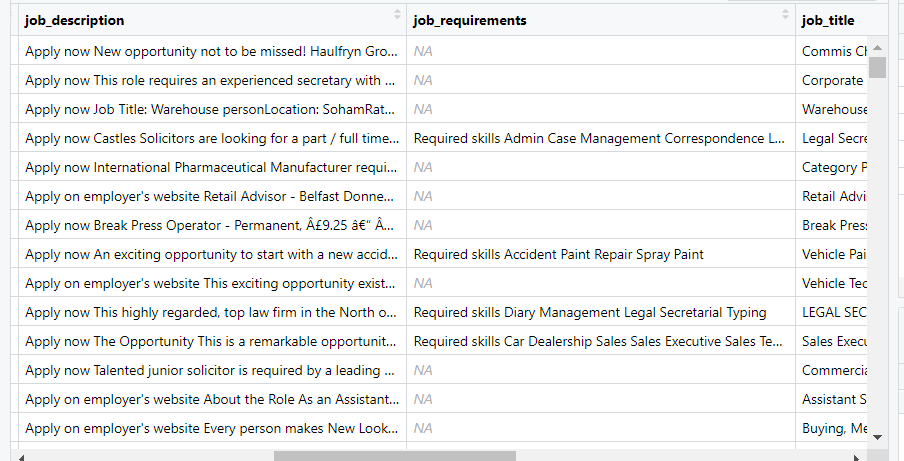 job_description job_requirements job_title
Apply now New opportunity not to be missed! Haulfryn Gro... NA Commis Ch
Apply now This role requires an experienced secretary with ... NA Corporate
Apply now Job Title: Warehouse personLocation: SohamRat... NA Warehouse
Apply now Castles Solicitors are looking for a part / full time... Required skills Admin Case Management Correspondence L... Legal Secre
Apply now International Pharmaceutical Manufacturer requi... NA Category P
Apply on employer's website Retail Advisor - Belfast Donne... NA Retail Advi
Apply now Break Press Operator - Permanent, Â£9.25 â€“ Â... NA Break Press
Apply now An exciting opportunity to start with a new accid... Required skills Accident Paint Repair Spray Paint Vehicle Pai
Apply on employer's website This exciting opportunity exist... NA Vehicle Tec
Apply now This highly regarded, top law firm in the North o... Required skills Diary Management Legal Secretarial Typing LEGAL SEC
Apply now The Opportunity This is a remarkable opportunit... Required skills Car Dealership Sales Sales Executive Sales Te... Sales Execu
Apply now Talented junior solicitor is required by a leading ... NA Commercia
Apply on employer's website About the Role As an Assistant... NA Assistant S
Apply on employer's website Every person makes New Look... NA Buying, Me